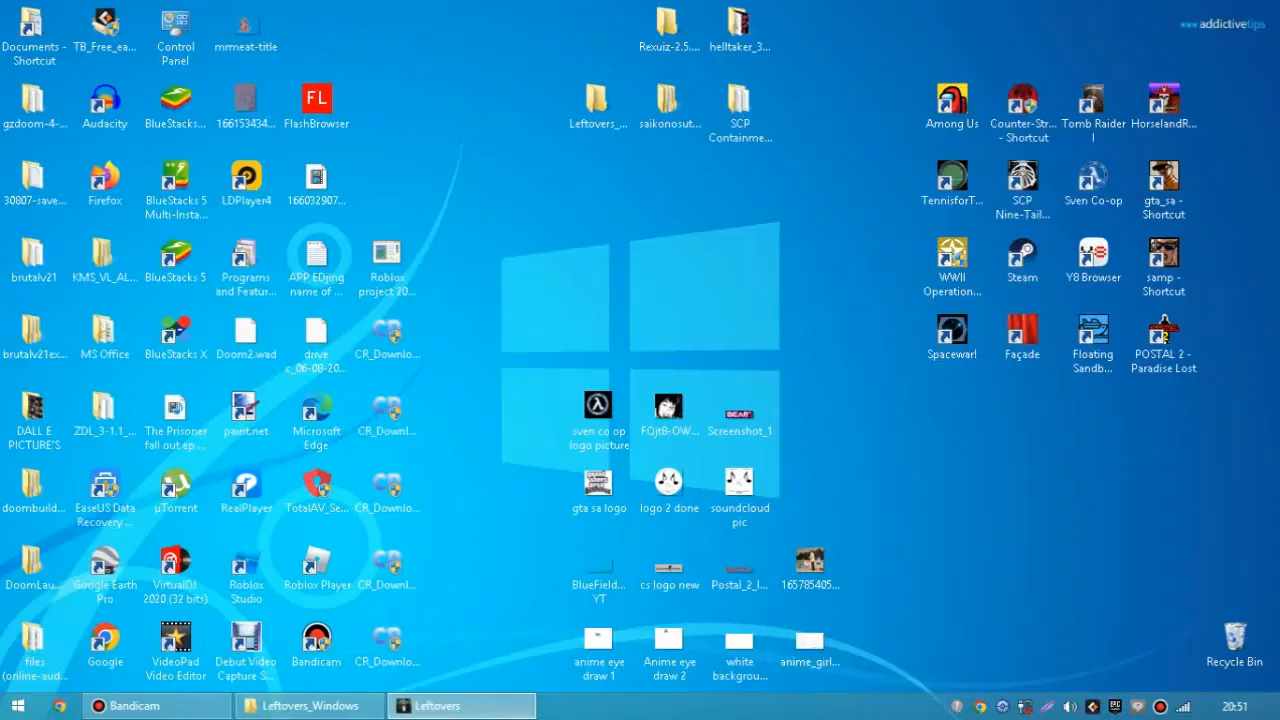 addictivetips
Documents - Shortcut
TB_Free_ea...
Control Panel
mrmeat-title
Rexuiz-2.5....
helltaker_3...
gzdoom-4-...
Audacity
BlueStacks...
166153434...
FL
FlashBrowser
Leftovers_...
saikonosut...
SCP Containme...
Among Us
Counter-Str... - Shortcut
Tomb Raider I
HorselandR...
30807-save...
Firefox
BlueStacks 5 Multi-Insta...
LDPlayer4
166032907...
TennisforT...
SCP Nine-Tail...
Sven Co-op
gta_sa - Shortcut
brutalv21
KMS_VL_AL...
BlueStacks 5
Programs and Featur...
APP EDjing name of ...
Roblox project 20...
WWII Operation...
Steam
Y8 Browser
samp - Shortcut
brutalv21ex...
MS Office
BlueStacks X
Doom2.wad
drive c_06-08-20...
CR_Downlo...
Spacewar!
Façade
Floating Sandb...
POSTAL 2 - Paradise Lost
DALL E PICTURE'S
ZDL_3-1.1_...
The Prisoner fall out ep ...
paint.net
Microsoft Edge
CR_Downl...
sven co op logo picture
FOjt8-OW...
Screenshot_1
doombuild...
EaseUS Data Recovery ...
µTorrent
RealPlayer
TotalAV_Se...
CR_Downlo...
gta sa logo
logo 2 done
soundcloud pic
DoomLau...
Google Earth Pro
VirtualDJ 2020 (32 bits)
Roblox Studio
Roblox Player
CR_Downl...
BlueField... YT
cs logo new
Postal_2_l...
165785405...
files (online-aud...
Google
VideoPad Video Editor
Debut Video Capture S...
Bandicam
CR_Downlo...
anime eye draw 1
Anime eye draw 2
white backgrou...
anime_girl...
Recycle Bin
Bandicam
Leftovers_Windows
Leftovers
20:51